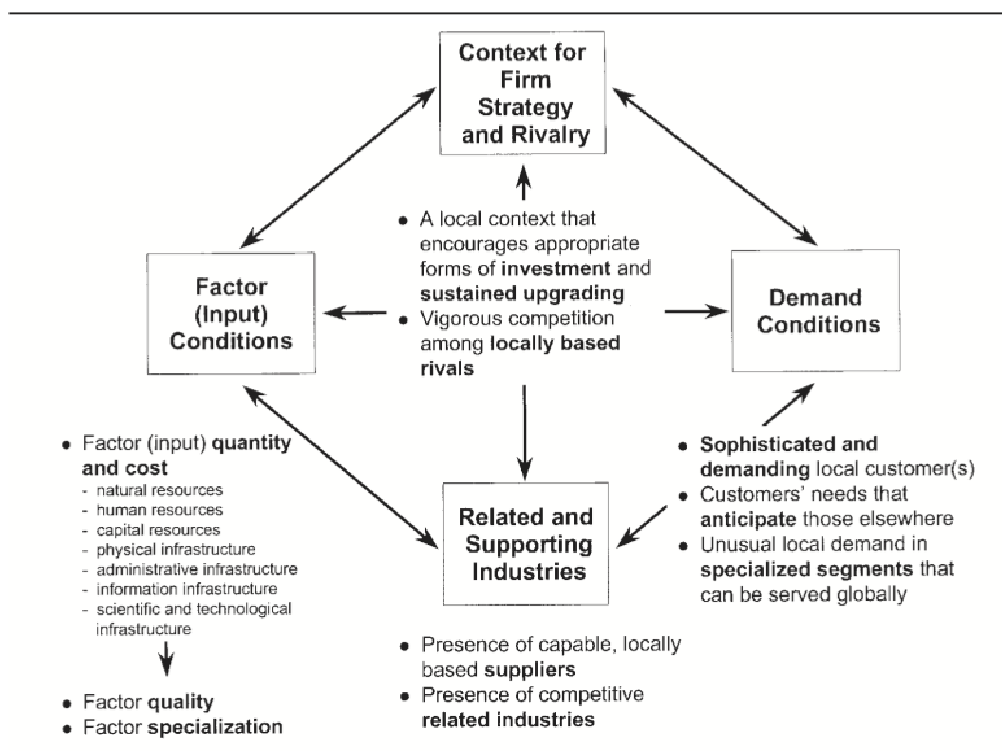 Context for
Firm
Strategy
and Rivalry
● A local context that
encourages appropriate
forms of investment and
sustained upgrading
● Vigorous competition
among locally based
rivals
Factor
(Input)
Conditions
Demand
Conditions
● Factor (input) quantity
and cost
- natural resources
- human resources
- capital resources
- physical infrastructure
- administrative infrastructure
- information infrastructure
- scientific and technological
infrastructure
● Factor quality
● Factor specialization
Related and
Supporting
Industries
● Presence of capable, locally
based suppliers
● Presence of competitive
related industries
● Sophisticated and
demanding local customer(s)
● Customers' needs that
anticipate those elsewhere
● Unusual local demand in
specialized segments that
can be served globally